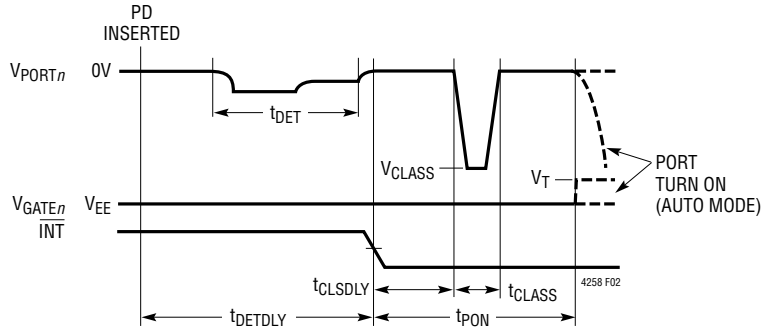 PD
INSERTED
VPORTn 0V
tDET
VCLASS
VT
PORT
TURN ON
(AUTO MODE)
VGATEn VEE
INT
tCLSDLY
tCLASS
4258 F02
tDETDLY
tPON